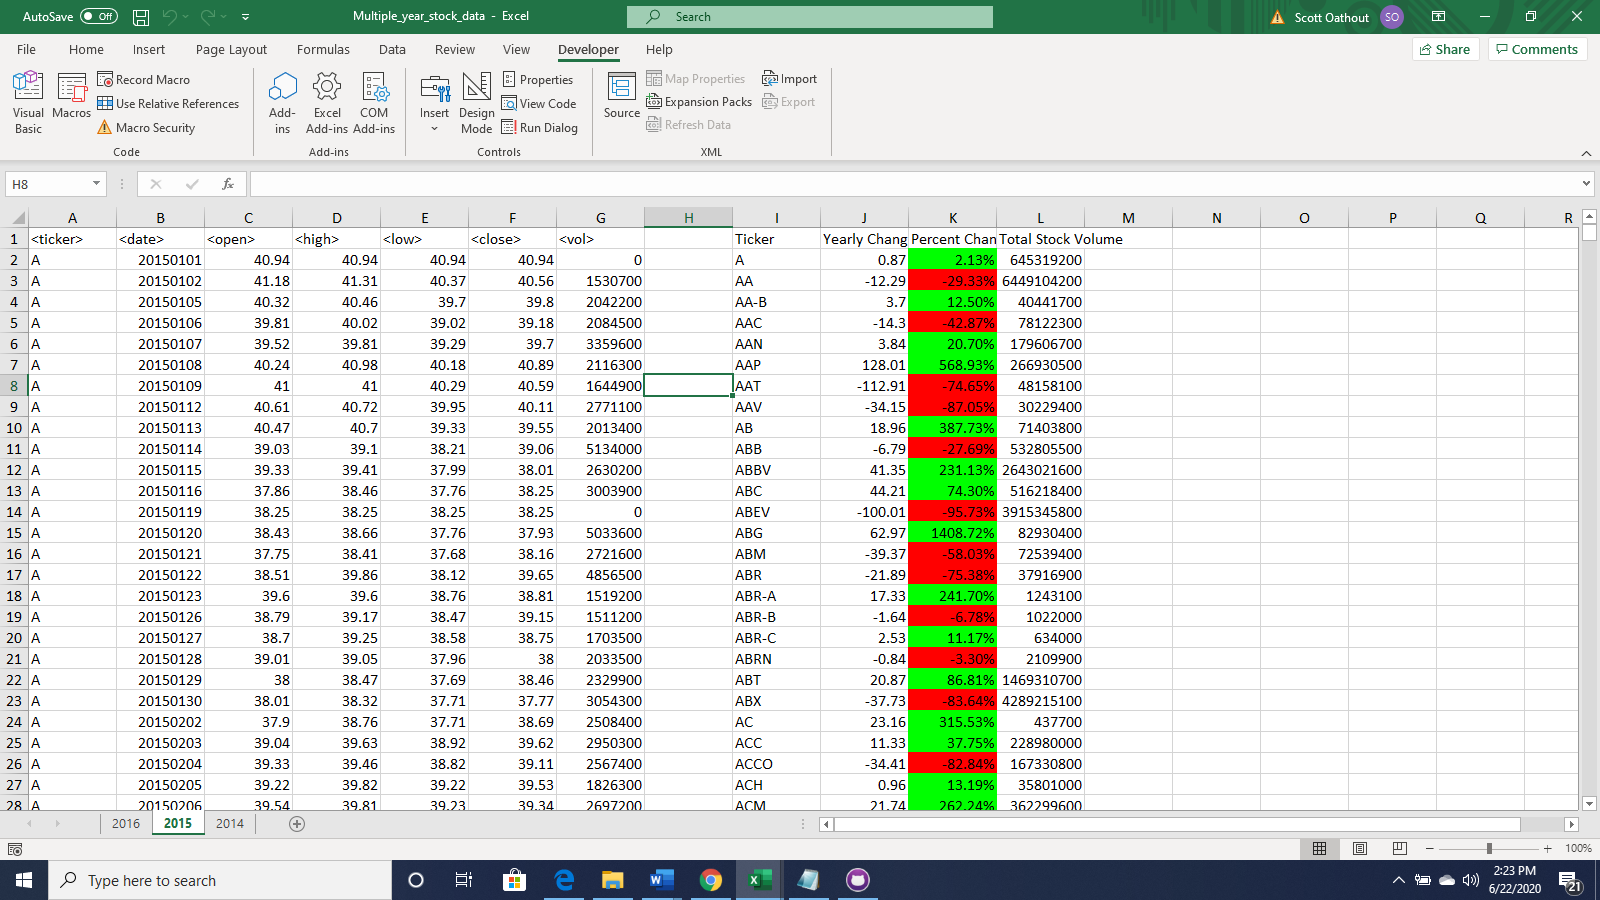 AutoSave Off Multiple_year_stock_data - Excel Search Scott Oathout SO
File Home Insert Page Layout Formulas Data Review View Developer Help Share Comments
Visual Basic Macros Record Macro Use Relative References Macro Security Code
Add-ins Excel Add-ins COM Add-ins Add-ins
Insert Design Mode Properties View Code Run Dialog Controls
Source Map Properties Expansion Packs Refresh Data Import Export XML
H8 fx
A B C D E F G H I J K L M N O P Q R
1 <ticker> <date> <open> <high> <low> <close> <vol> Ticker Yearly Chang Percent Chan Total Stock Volume
2 A 20150101 40.94 40.94 40.94 40.94 0 A 0.87 2.13% 645319200
3 A 20150102 41.18 41.31 40.37 40.56 1530700 AA -12.29 -29.33% 6449104200
4 A 20150105 40.32 40.46 39.7 39.8 2042200 AA-B 3.7 12.50% 40441700
5 A 20150106 39.81 40.02 39.02 39.18 2084500 AAC -14.3 -42.87% 78122300
6 A 20150107 39.52 39.81 39.29 39.7 3359600 AAN 3.84 20.70% 179606700
7 A 20150108 40.24 40.98 40.18 40.89 2116300 AAP 128.01 568.93% 266930500
8 A 20150109 41 41 40.29 40.59 1644900 AAT -112.91 -74.65% 48158100
9 A 20150112 40.61 40.72 39.95 40.11 2771100 AAV -34.15 -87.05% 30229400
10 A 20150113 40.47 40.7 39.33 39.55 2013400 AB 18.96 387.73% 71403800
11 A 20150114 39.03 39.1 38.21 39.06 5134000 ABB -6.79 -27.69% 532805500
12 A 20150115 39.33 39.41 37.99 38.01 2630200 ABBV 41.35 231.13% 2643021600
13 A 20150116 37.86 38.46 37.76 38.25 3003900 ABC 44.21 74.30% 516218400
14 A 20150119 38.25 38.25 38.25 38.25 0 ABEV -100.01 -95.73% 3915345800
15 A 20150120 38.43 38.66 37.76 37.93 5033600 ABG 62.97 1408.72% 82930400
16 A 20150121 37.75 38.41 37.68 38.16 2721600 ABM -39.37 -58.03% 72539400
17 A 20150122 38.51 39.86 38.12 39.65 4856500 ABR -21.89 -75.38% 37916900
18 A 20150123 39.6 39.6 38.76 38.81 1519200 ABR-A 17.33 241.70% 1243100
19 A 20150126 38.79 39.17 38.47 39.15 1511200 ABR-B -1.64 -6.78% 1022000
20 A 20150127 38.7 39.25 38.58 38.75 1703500 ABR-C 2.53 11.17% 634000
21 A 20150128 39.01 39.05 37.96 38 2033500 ABRN -0.84 -3.30% 2109900
22 A 20150129 38 38.47 37.69 38.46 2329900 ABT 20.87 86.81% 1469310700
23 A 20150130 38.01 38.32 37.71 37.77 3054300 ABX -37.73 -83.64% 4289215100
24 A 20150202 37.9 38.76 37.71 38.69 2508400 AC 23.16 315.53% 437700
25 A 20150203 39.04 39.63 38.92 39.62 2950300 ACC 11.33 37.75% 228980000
26 A 20150204 39.33 39.46 38.82 39.11 2567400 ACCO -34.41 -82.84% 167330800
27 A 20150205 39.22 39.82 39.22 39.53 1826300 ACH 0.96 13.19% 35801000
28 A 20150206 39.54 39.81 39.23 39.34 2697200 ACM 21.74 262.24% 362299600
2016 2015 2014
100%
Type here to search
2:23 PM
6/22/2020
21